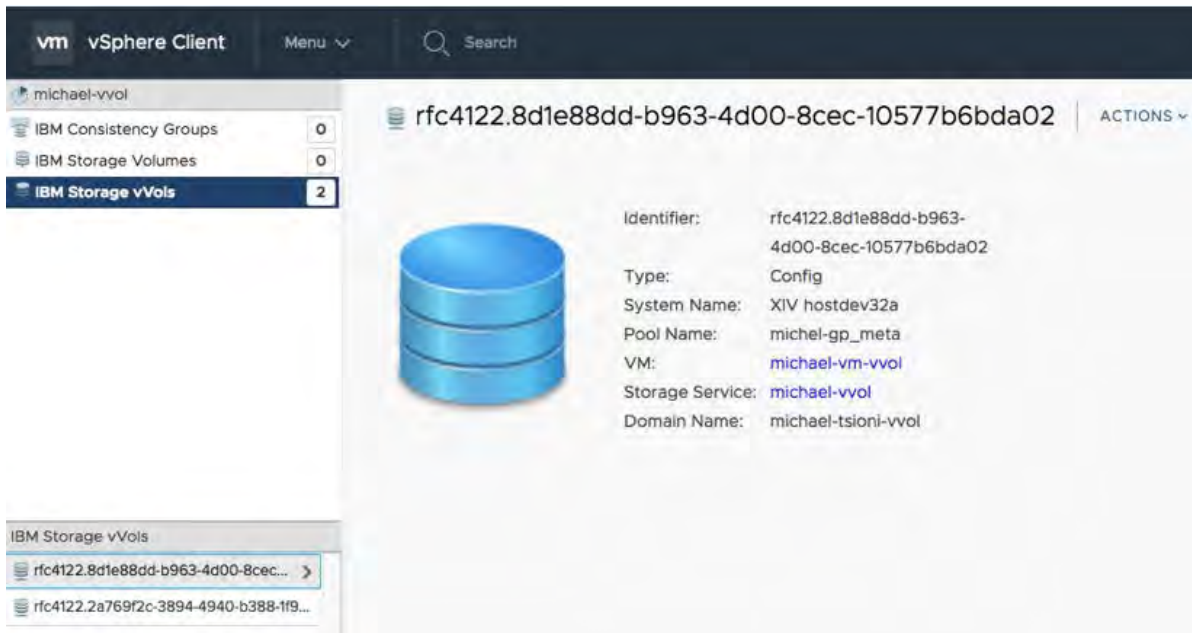 vm vSphere Client Menu Search
michael-vvol
IBM Consistency Groups 0
IBM Storage Volumes 0
IBM Storage vVols 2
rfc4122.8d1e88dd-b963-4d00-8cec-10577b6bda02 ACTIONS
Identifier: rfc4122.8d1e88dd-b963-
4d00-8cec-10577b6bda02
Type: Config
System Name: XIV hostdev32a
Pool Name: michel-gp_meta
VM: michael-vm-vvol
Storage Service: michael-vvol
Domain Name: michael-tsioni-vvol
IBM Storage vVols
rfc4122.8d1e88dd-b963-4d00-8cec...
rfc4122.2a769f2c-3894-4940-b388-1f9...